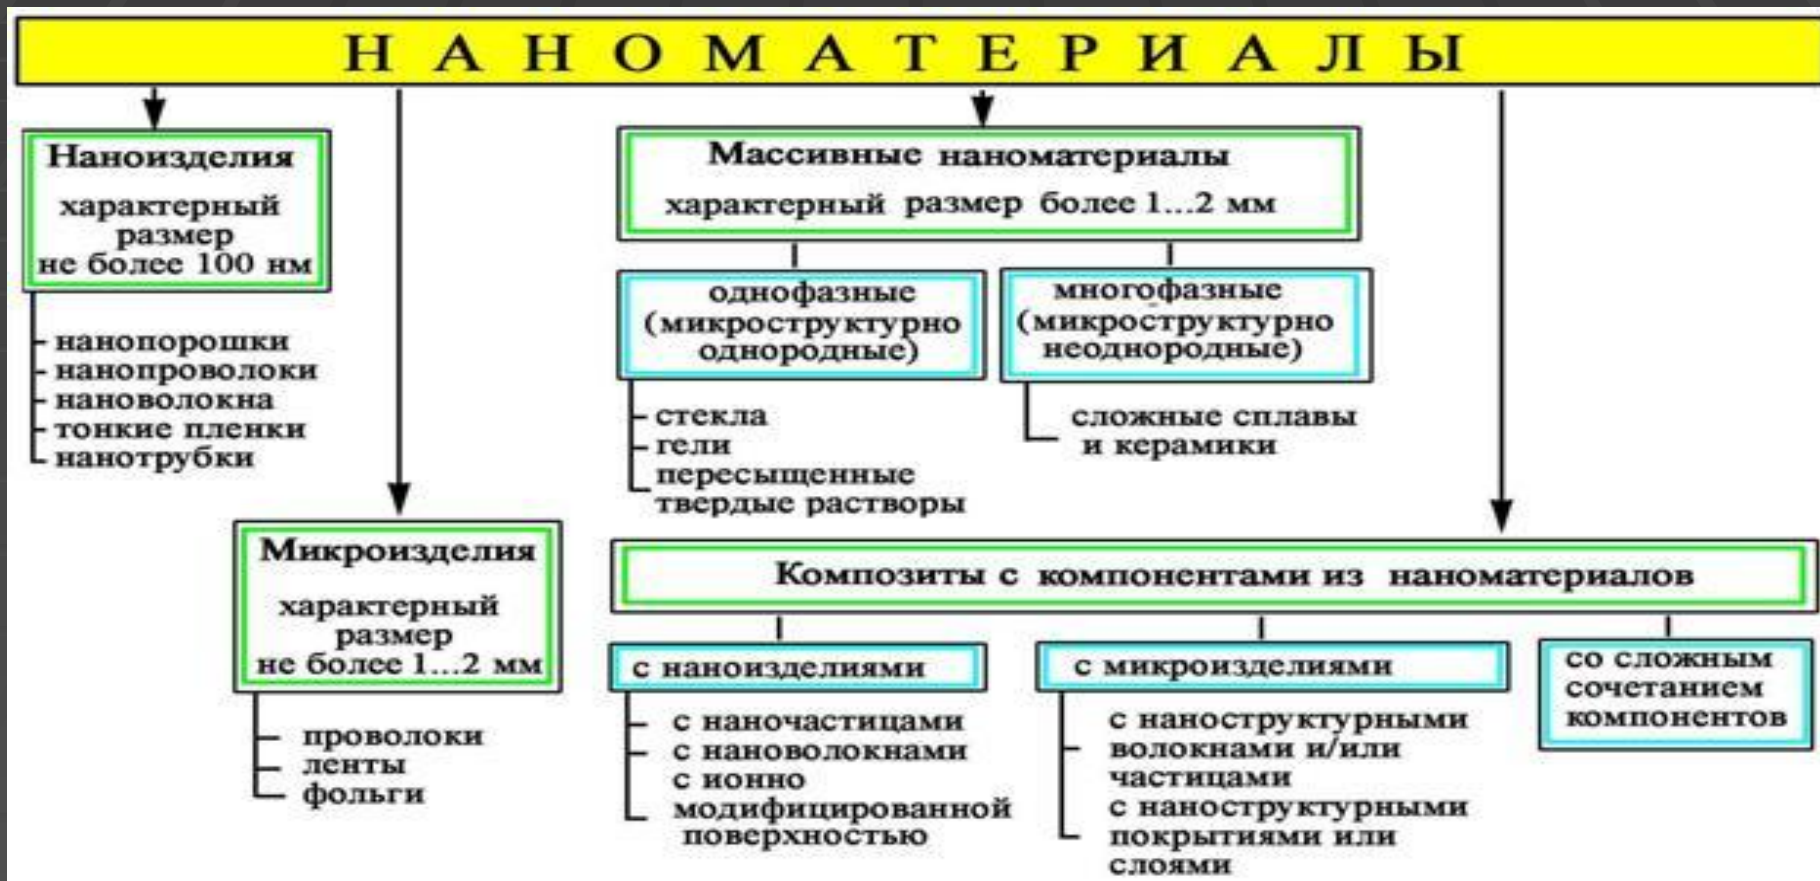 НАНОМАТЕРИАЛЫ
Наноизделия
характерный
размер
не более 100 нм
нанопорошки
нанопроволоки
нановолокна
тонкие пленки
нанотрубки
Микроизделия
характерный
размер
не более 1...2 мм
проволоки
ленты
фольги
Массивные наноматериалы
характерный размер более 1...2 мм
однофазные
(микроструктурно
однородные)
стекла
гели
пересыщенные
твердые растворы
многофазные
(микроструктурно
неоднородные)
сложные сплавы
и керамики
Композиты с компонентами из наноматериалов
с наноизделиями
с наночастицами
с нановолокнами
с ионно
модифицированной
поверхностью
с микроизделиями
с наноструктурными
волокнами и/или
частицами
с наноструктурными
покрытиями или
слоями
со сложным
сочетанием
компонентов